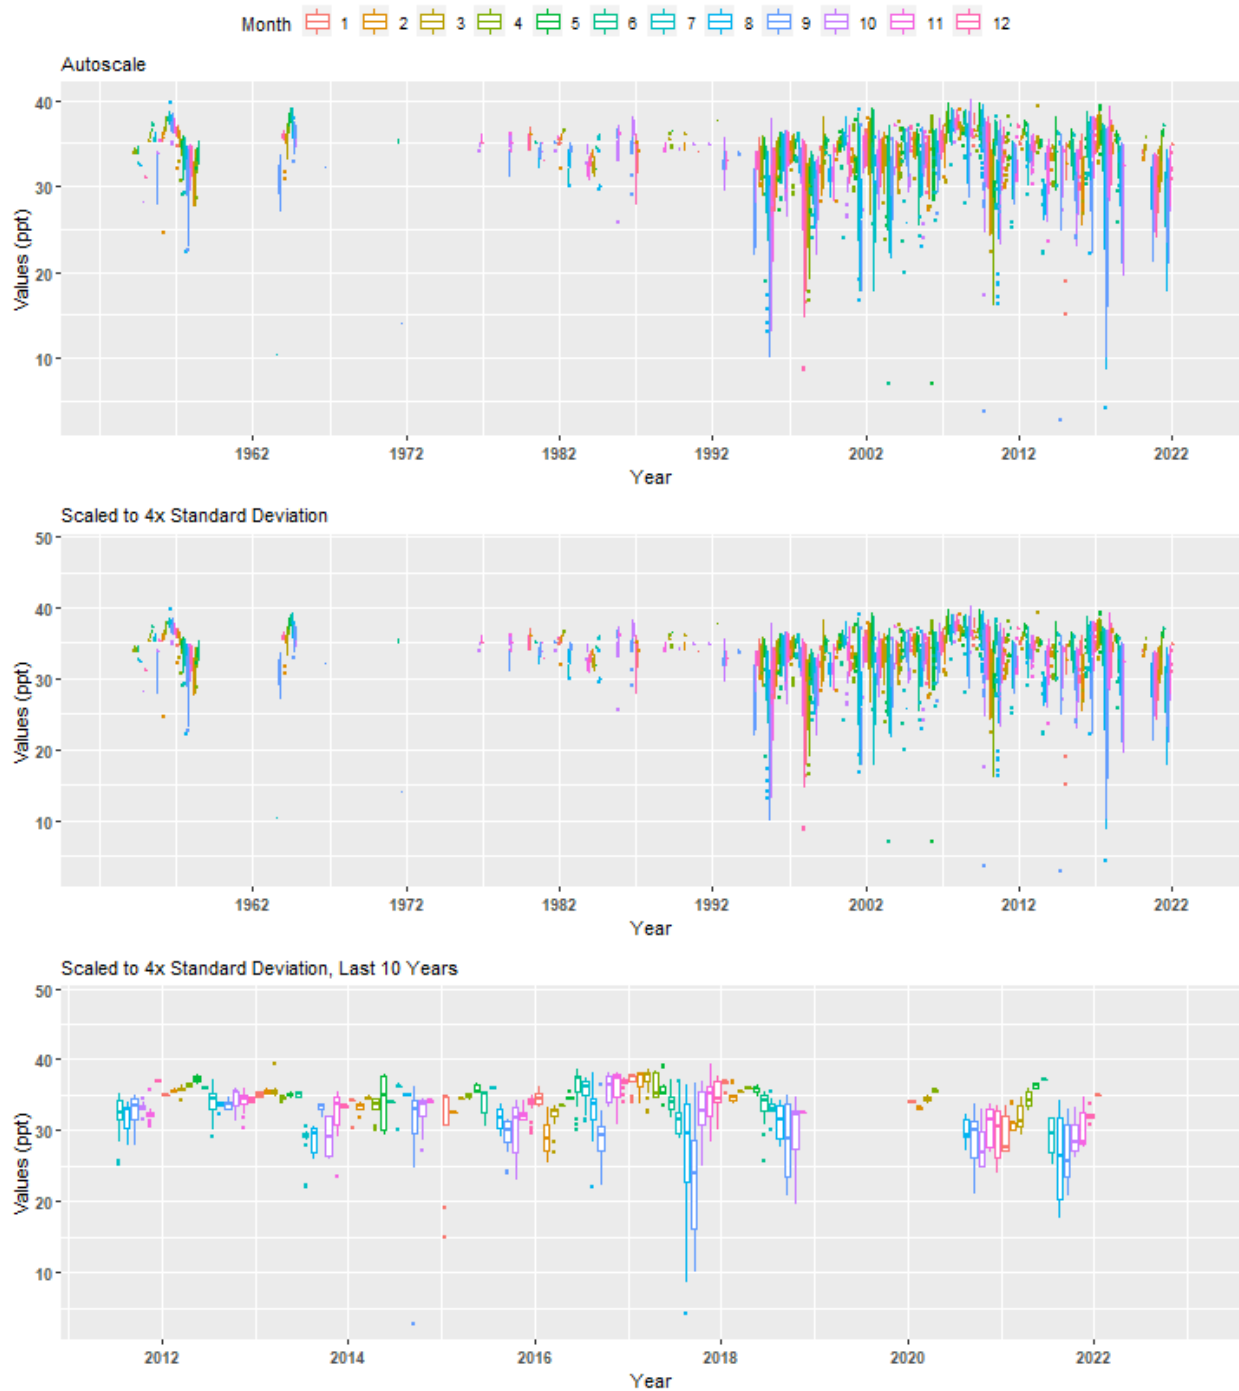 Month 1 2 3 4 5 6 7 8 9 10 11 12
Autoscale
Values (ppt)
40
30
20
10
1962 1972 1982 1992 2002 2012 2022
Year
Scaled to 4x Standard Deviation
Values (ppt)
50
40
30
20
10
1962 1972 1982 1992 2002 2012 2022
Year
Scaled to 4x Standard Deviation, Last 10 Years
Values (ppt)
50
40
30
20
10
2012 2014 2016 2018 2020 2022
Year